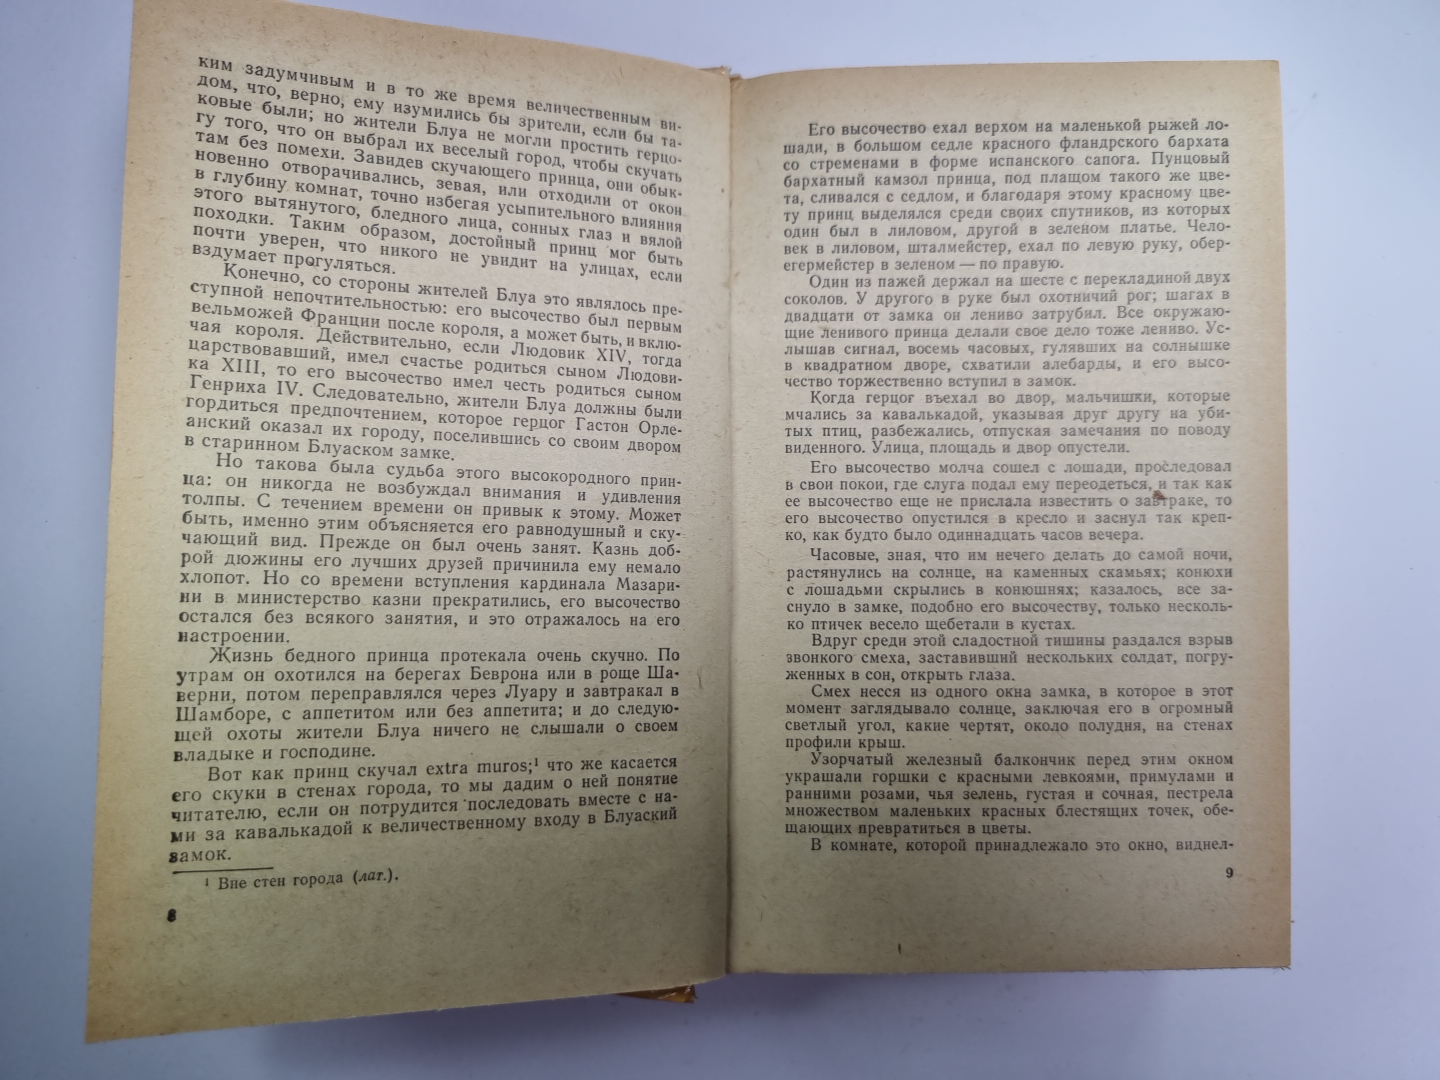 ким задумчивым и в то же время величественным ви-
дом, что, верно, ему изумились бы зрители, если бы та-
ковые были; но жители Блуа не могли простить герцо-
гу того, что он выбрал их веселый город, чтобы скучать
там без помехи. Завидев скучающего принца, они обык-
новенно отворачивались, зевая, или отходили от окон
в глубину комнат, точно избегая усыпительного влияния
этого вытянутого, бледного лица, сонных глаз и вялой
походки. Таким образом, достойный принц мог быть
почти уверен, что никого не увидит на улицах, если
вздумает прогуляться.
Конечно, со стороны жителей Блуа это являлось пре-
ступной непочтительностью: его высочество был первым
вельможей Франции после короля, а может быть, и вклю-
чая короля. Действительно, если Людовик XIV, тогда
царствовавший, имел счастье родиться сыном Людови-
ка XIII, то его высочество имел честь родиться сыном
Генриха IV. Следовательно, жители Блуа должны были
гордиться предпочтением, которое герцог Гастон Орле-
анский оказал их городу, поселившись со своим двором
в старинном Блуаском замке.
Но такова была судьба этого высокородного прин-
ца: он никогда не возбуждал внимания и удивления
толпы. С течением времени он привык к этому. Может
быть, именно этим объясняется его равнодушный и ску-
чающий вид. Прежде он был очень занят. Казнь доб-
рой дюжины его лучших друзей причинила ему немало
хлопот. Но со времени вступления кардинала Мазари-
ни в министерство казни прекратились, его высочество
остался без всякого занятия, и это отражалось на его
настроении.
Жизнь бедного принца протекала очень скучно. По
утрам он охотился на берегах Беврона или в роще Ша-
верни, потом переправлялся через Луару и завтракал в
Шамборе, с аппетитом или без аппетита; и до следую-
щей охоты жители Блуа ничего не слышали о своем
владыке и господине.
Вот как принц скучал extra muros;¹ что же касается
его скуки в стенах города, то мы дадим о ней понятие
читателю, если он потрудится последовать вместе с на-
ми за кавалькадой к величественному входу в Блуаский
замок.
¹ Вне стен города (лат.).
8
Его высочество ехал верхом на маленькой рыжей ло-
шади, в большом седле красного фландрского бархата
со стременами в форме испанского сапога. Пунцовый
бархатный камзол принца, под плащом такого же цве-
та, сливался с седлом, и благодаря этому красному цве-
ту принц выделялся среди своих спутников, из которых
один был в лиловом, другой в зеленом платье. Чело-
век в лиловом, шталмейстер, ехал по левую руку, обер-
егермейстер в зеленом — по правую.
Один из пажей держал на шесте с перекладиной двух
соколов. У другого в руке был охотничий рог; шагах в
двадцати от замка он лениво затрубил. Все окружаю-
щие ленивого принца делали свое дело тоже лениво. Ус-
лышав сигнал, восемь часовых, гулявших на солнышке
в квадратном дворе, схватили алебарды, и его высо-
чество торжественно вступил в замок.
Когда герцог въехал во двор, мальчишки, которые
мчались за кавалькадой, указывая друг другу на уби-
тых птиц, разбежались, отпуская замечания по поводу
виденного. Улица, площадь и двор опустели.
Его высочество молча сошел с лошади, проследовал
в свои покои, где слуга подал ему переодеться, и так как
ее высочество еще не прислала известить о завтраке, то
его высочество опустился в кресло и заснул так креп-
ко, как будто было одиннадцать часов вечера.
Часовые, зная, что им нечего делать до самой ночи,
растянулись на солнце, на каменных скамьях; конюхи
с лошадьми скрылись в конюшнях; казалось, все за-
снуло в замке, подобно его высочеству, только несколь-
ко птичек весело щебетали в кустах.
Вдруг среди этой сладостной тишины раздался взрыв
звонкого смеха, заставивший нескольких солдат, погру-
женных в сон, открыть глаза.
Смех несся из одного окна замка, в которое в этот
момент заглядывало солнце, заключая его в огромный
светлый угол, какие чертят, около полудня, на стенах
профили крыш.
Узорчатый железный балкончик перед этим окном
украшали горшки с красными левкоями, примулами и
ранними розами, чья зелень, густая и сочная, пестрела
множеством маленьких красных блестящих точек, обе-
щающих превратиться в цветы.
В комнате, которой принадлежало это окно, виднел-
9